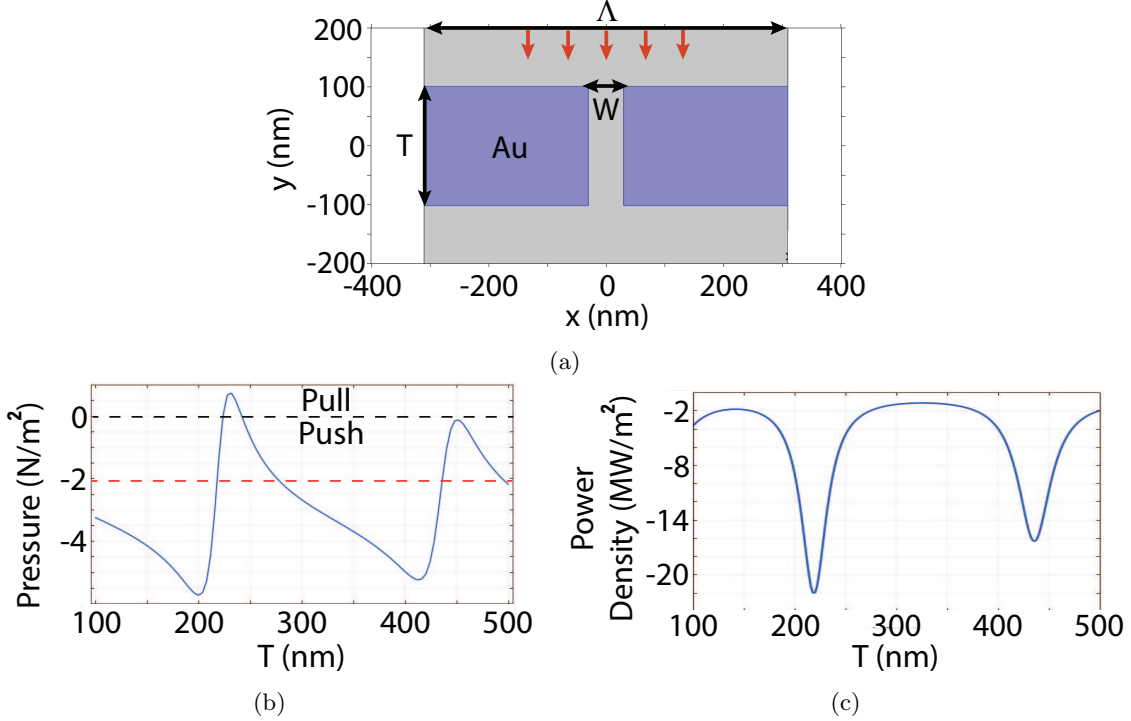 Λ
200
100
0
-100
-200
y (nm)
T
Au
W
-400
-200
0
200
400
x (nm)
(a)
Pressure (N/m²)
0
-2
-4
Pull
Push
100
200
300
400
500
T (nm)
(b)
Power
Density (MW/m²)
-2
-8
-14
-20
100
200
300
400
500
T (nm)
(c)